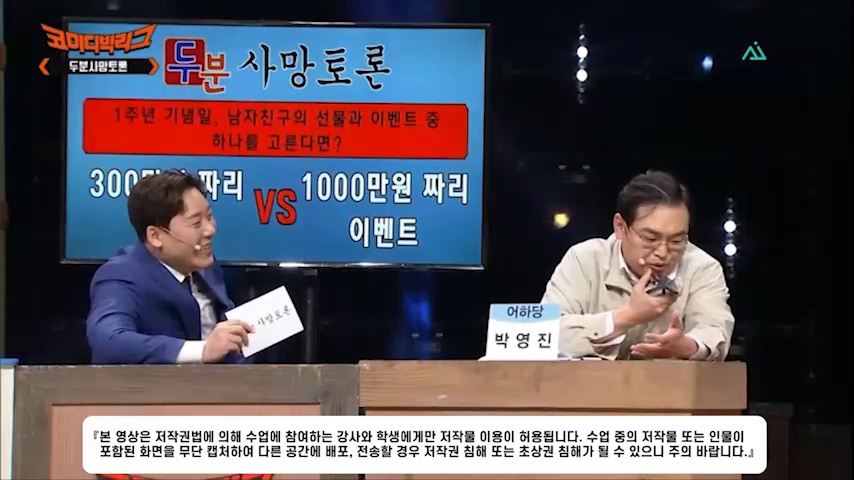 코미디빅리그
두분사망토론
두분 사망토론
1주년 기념일, 남자친구의 선물과 이벤트 중
하나를 고른다면?
300 짜리
VS
1000만원 짜리
이벤트
사망토론
어하당
박영진
『본 영상은 저작권법에 의해 수업에 참여하는 강사와 학생에게만 저작물 이용이 허용됩니다. 수업 중의 저작물 또는 인물이
포함된 화면을 무단 캡처하여 다른 공간에 배포, 전송할 경우 저작권 침해 또는 초상권 침해가 될 수 있으니 주의 바랍니다.』